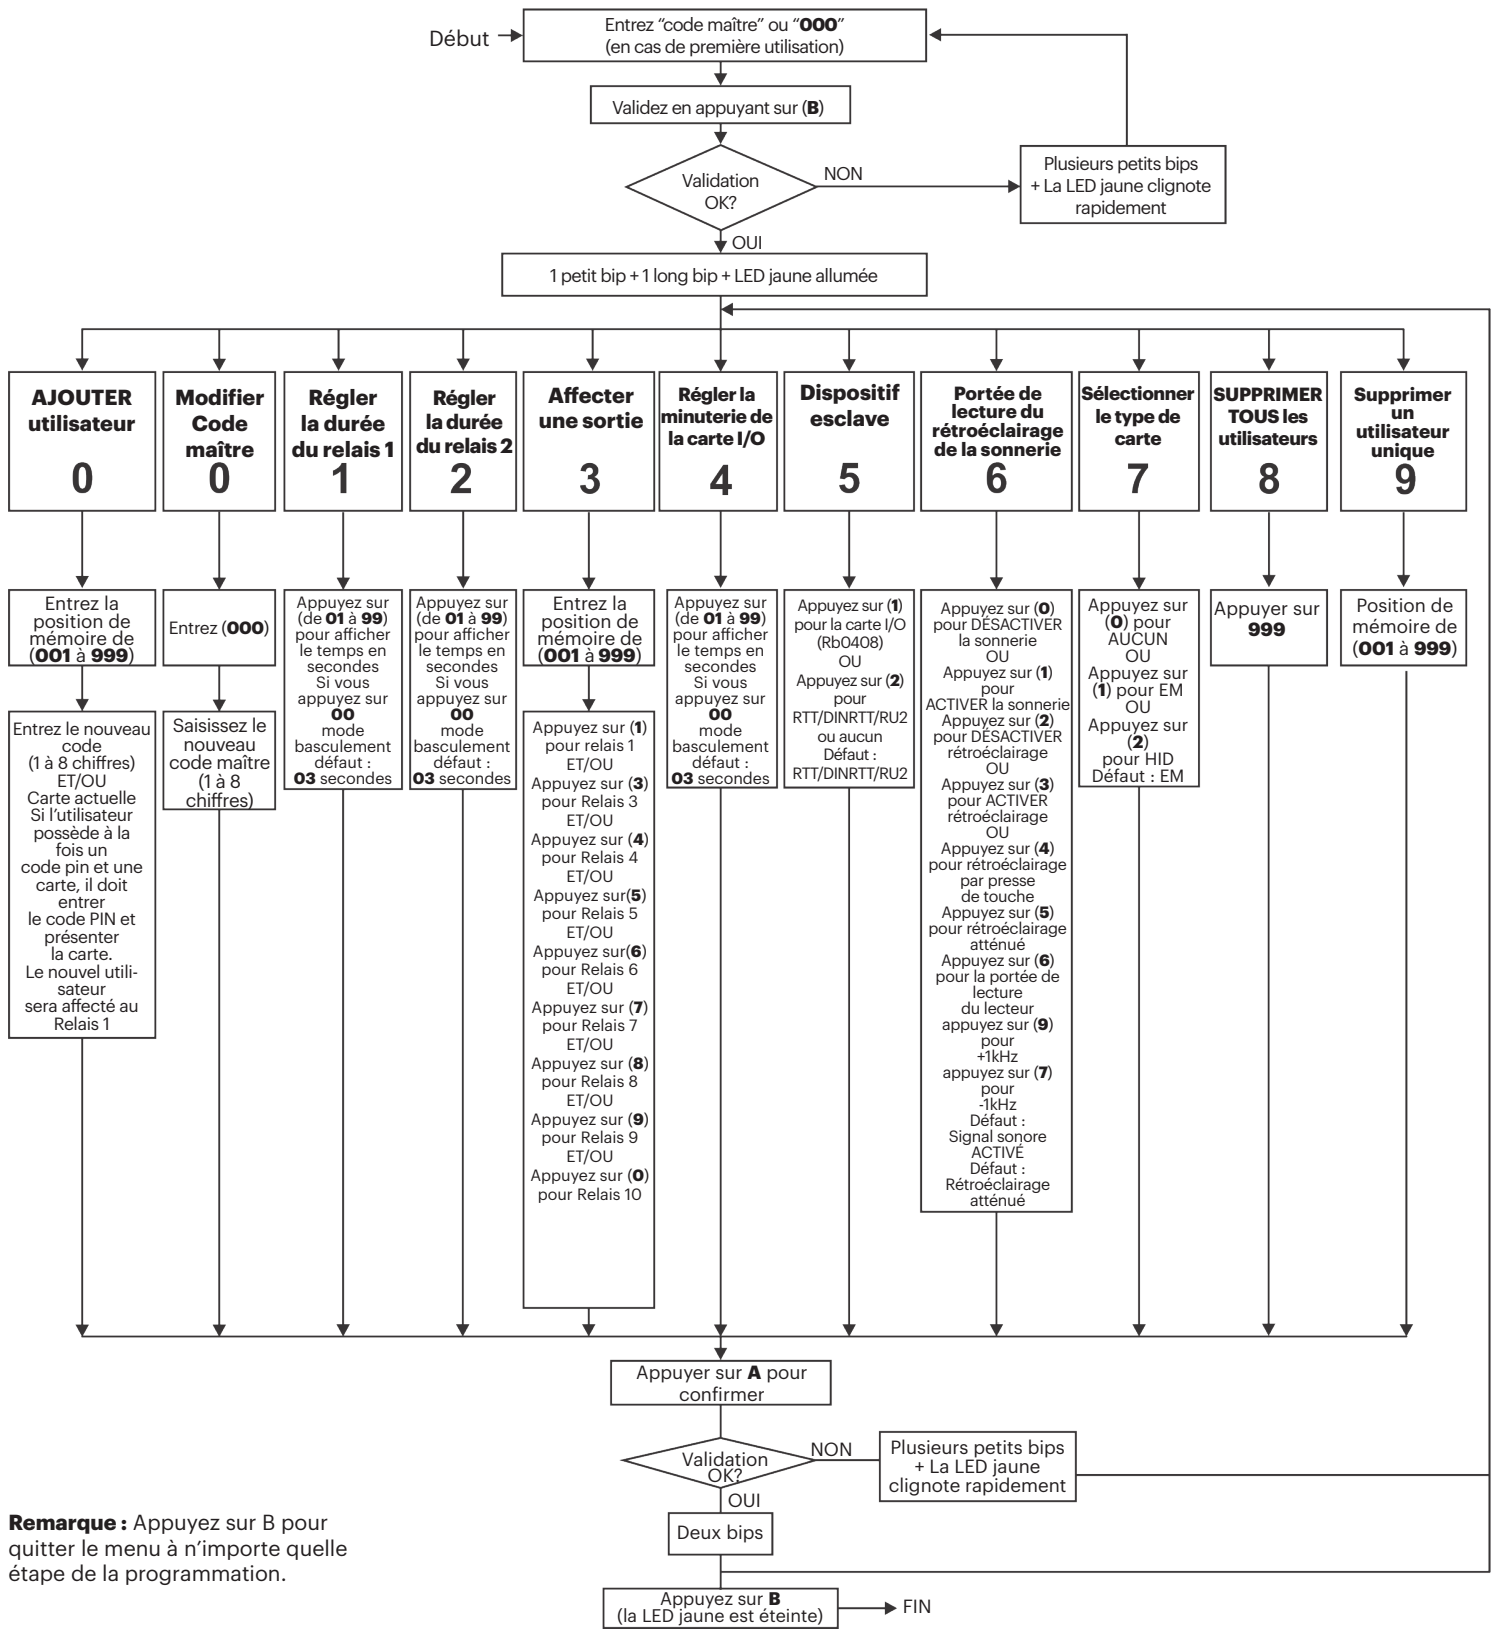 Début
Entrez “code maître” ou “000”
(en cas de première utilisation)
Validez en appuyant sur (B)
Validation
OK?
NON
Plusieurs petits bips
+ La LED jaune clignote
rapidement
OUI
1 petit bip + 1 long bip + LED jaune allumée
AJOUTER
utilisateur
0
Modifier
Code
maître
0
Régler
la durée
du relais 1
1
Régler
la durée
du relais 2
2
Affecter
une sortie
3
Régler la
minuterie de
la carte I/O
4
Dispositif
esclave
5
Portée de
lecture du
rétroéclairage
de la sonnerie
6
Sélectionner
le type de
carte
7
SUPPRIMER
TOUS les
utilisateurs
8
Supprimer
un
utilisateur
unique
9
Entrez la
position de
mémoire de
(001 à 999)
Entrez le nouveau
code
(1 à 8 chiffres)
ET/OU
Carte actuelle
Si l’utilisateur
possède à la
fois un
code pin et une
carte, il doit
entrer
le code PIN et
présenter
la carte.
Le nouvel utili-
sateur
sera affecté au
Relais 1
Entrez (000)
Saisissez le
nouveau
code maître
(1 à 8
chiffres)
Appuyez sur
(de 01 à 99)
pour afficher
le temps en
secondes
Si vous
appuyez sur
00
mode
basculement
défaut :
03 secondes
Appuyez sur
(de 01 à 99)
pour afficher
le temps en
secondes
Si vous
appuyez sur
00
mode
basculement
défaut :
03 secondes
Entrez la
position de
mémoire de
(001 à 999)
Appuyez sur (1)
pour relais 1
ET/OU
Appuyez sur (3)
pour Relais 3
ET/OU
Appuyez sur (4)
pour Relais 4
ET/OU
Appuyez sur(5)
pour Relais 5
ET/OU
Appuyez sur(6)
pour Relais 6
ET/OU
Appuyez sur (7)
pour Relais 7
ET/OU
Appuyez sur (8)
pour Relais 8
ET/OU
Appuyez sur (9)
pour Relais 9
ET/OU
Appuyez sur (0)
pour Relais 10
Appuyez sur
(de 01 à 99)
pour afficher
le temps en
secondes
Si vous
appuyez sur
00
mode
basculement
défaut :
03 secondes
Appuyez sur (1)
pour la carte I/O
(Rb0408)
OU
Appuyez sur (2)
pour
RTT/DINRTT/RU2
ou aucun
Défaut :
RTT/DINRTT/RU2
Appuyez sur (0)
pour DÉSACTIVER
la sonnerie
OU
Appuyez sur (1)
pour
ACTIVER la sonnerie
Appuyez sur (2)
pour DÉSACTIVER
rétroéclairage
OU
Appuyez sur (3)
pour ACTIVER
rétroéclairage
OU
Appuyez sur (4)
pour rétroéclairage
par presse
de touche
Appuyez sur (5)
pour rétroéclairage
atténué
Appuyez sur (6)
pour la portée de
lecture
du lecteur
appuyez sur (9)
pour
+1kHz
appuyez sur (7)
pour
-1kHz
Défaut :
Signal sonore
ACTIVÉ
Défaut :
Rétroéclairage
atténué
Appuyez sur
(0) pour
AUCUN
OU
Appuyez sur
(1) pour EM
OU
Appuyez sur
(2)
pour HID
Défaut : EM
Appuyer sur
999
Position de
mémoire de
(001 à 999)
Appuyer sur A pour
confirmer
Validation
OK?
NON
Plusieurs petits bips
+ La LED jaune
clignote rapidement
OUI
Deux bips
Appuyez sur B
(la LED jaune est éteinte)
FIN
Remarque : Appuyez sur B pour
quitter le menu à n’importe quelle
étape de la programmation.